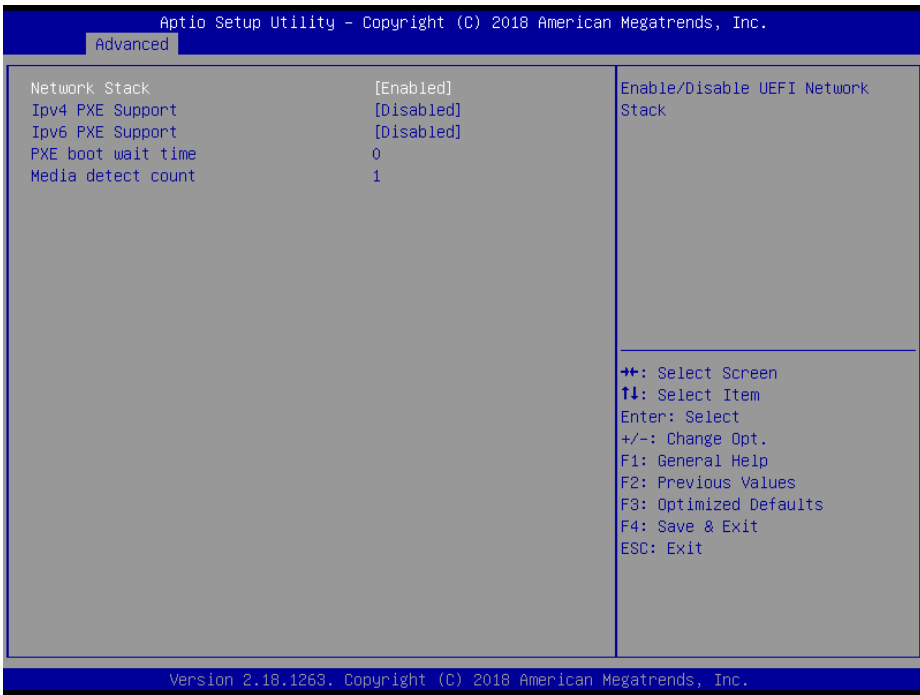 Aptio Setup Utility – Copyright (C) 2018 American Megatrends, Inc.
Advanced
Network Stack [Enabled]
Ipv4 PXE Support [Disabled]
Ipv6 PXE Support [Disabled]
PXE boot wait time 0
Media detect count 1
Enable/Disable UEFI Network
Stack
→←: Select Screen
↑↓: Select Item
Enter: Select
+/-: Change Opt.
F1: General Help
F2: Previous Values
F3: Optimized Defaults
F4: Save & Exit
ESC: Exit
Version 2.18.1263. Copyright (C) 2018 American Megatrends, Inc.